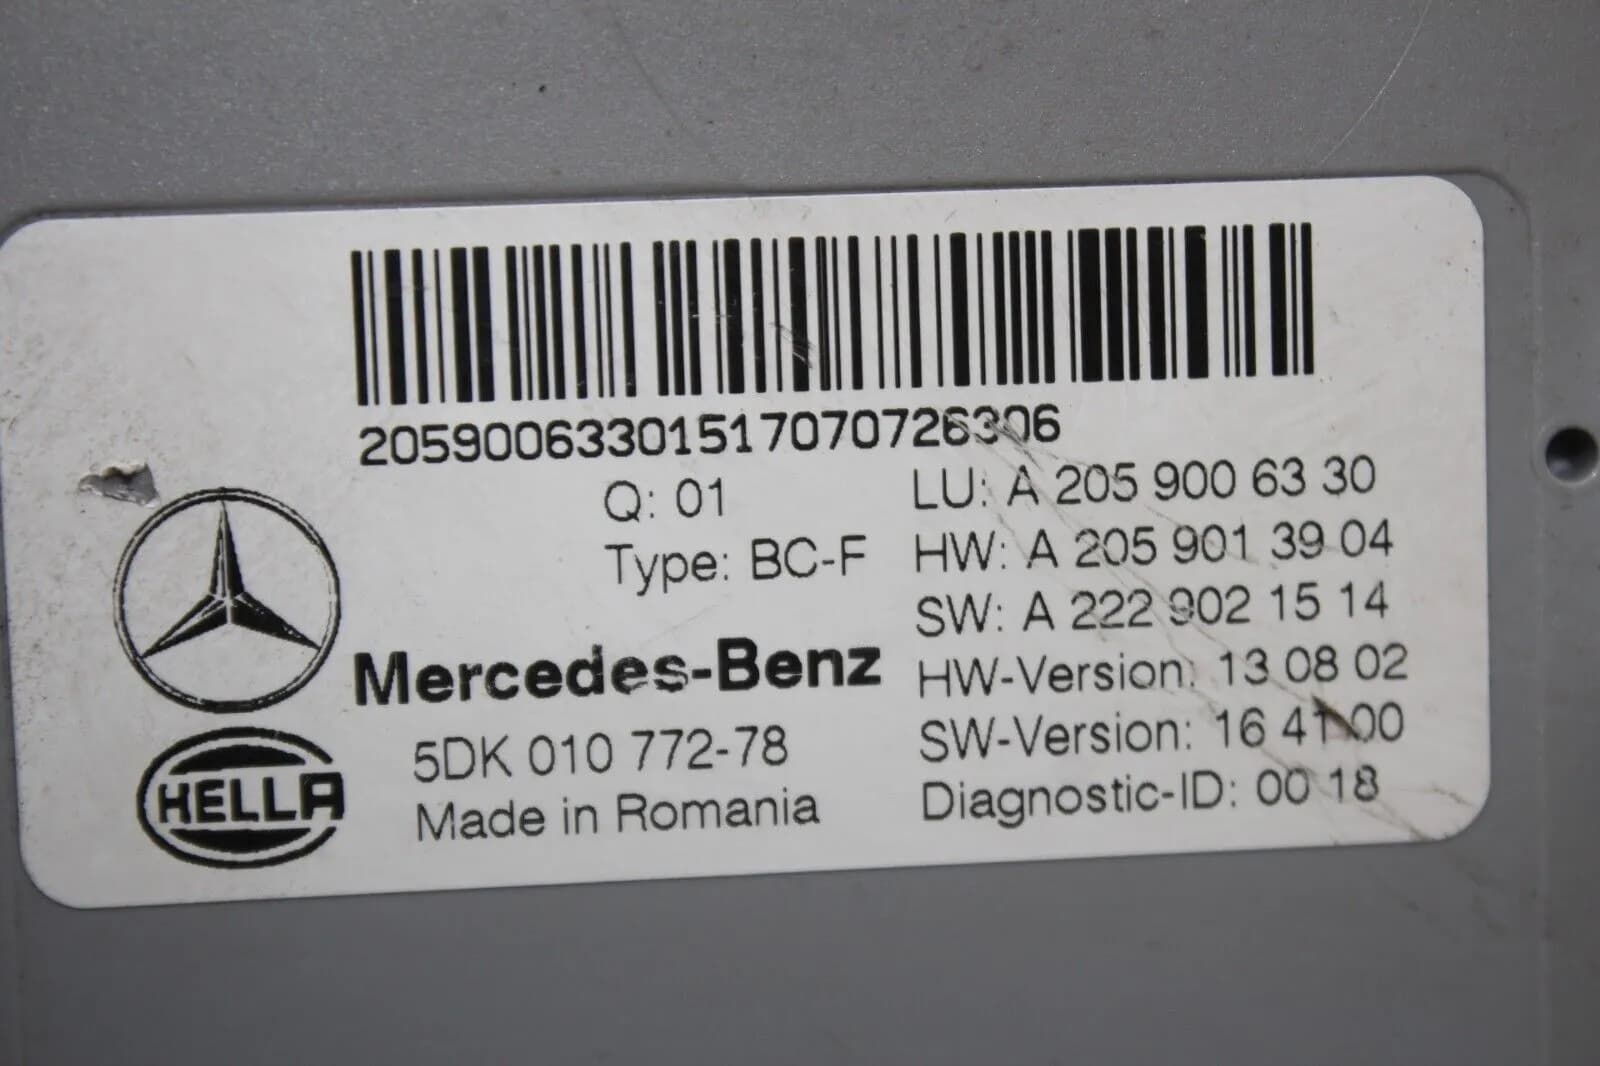 20590063301517070726306
Q: 01
LU: A 205 900 63 30
Type: BC-F
HW: A 205 901 39 04
SW: A 222 902 15 14
Mercedes-Benz
HW-Version: 13 08 02
5DK 010 772-78
SW-Version: 16 41 00
HELLA
Made in Romania
Diagnostic-ID: 00 18